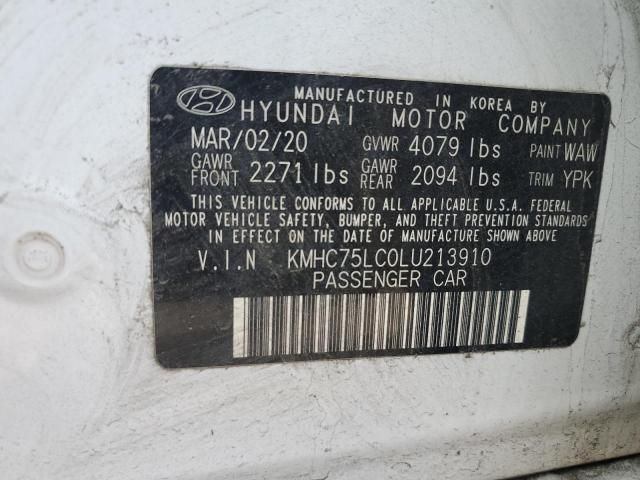 MANUFACTURED IN KOREA BY
HYUNDAI MOTOR COMPANY
MAR/02/20 GVWR 4079 lbs PAINT WAW
GAWR FRONT 2271 lbs GAWR REAR 2094 lbs TRIM YPK
THIS VEHICLE CONFORMS TO ALL APPLICABLE U.S.A. FEDERAL
MOTOR VEHICLE SAFETY, BUMPER, AND THEFT PREVENTION STANDARDS
IN EFFECT ON THE DATE OF MANUFACTURE SHOWN ABOVE
V.I.N KMHC75LC0LU213910
PASSENGER CAR